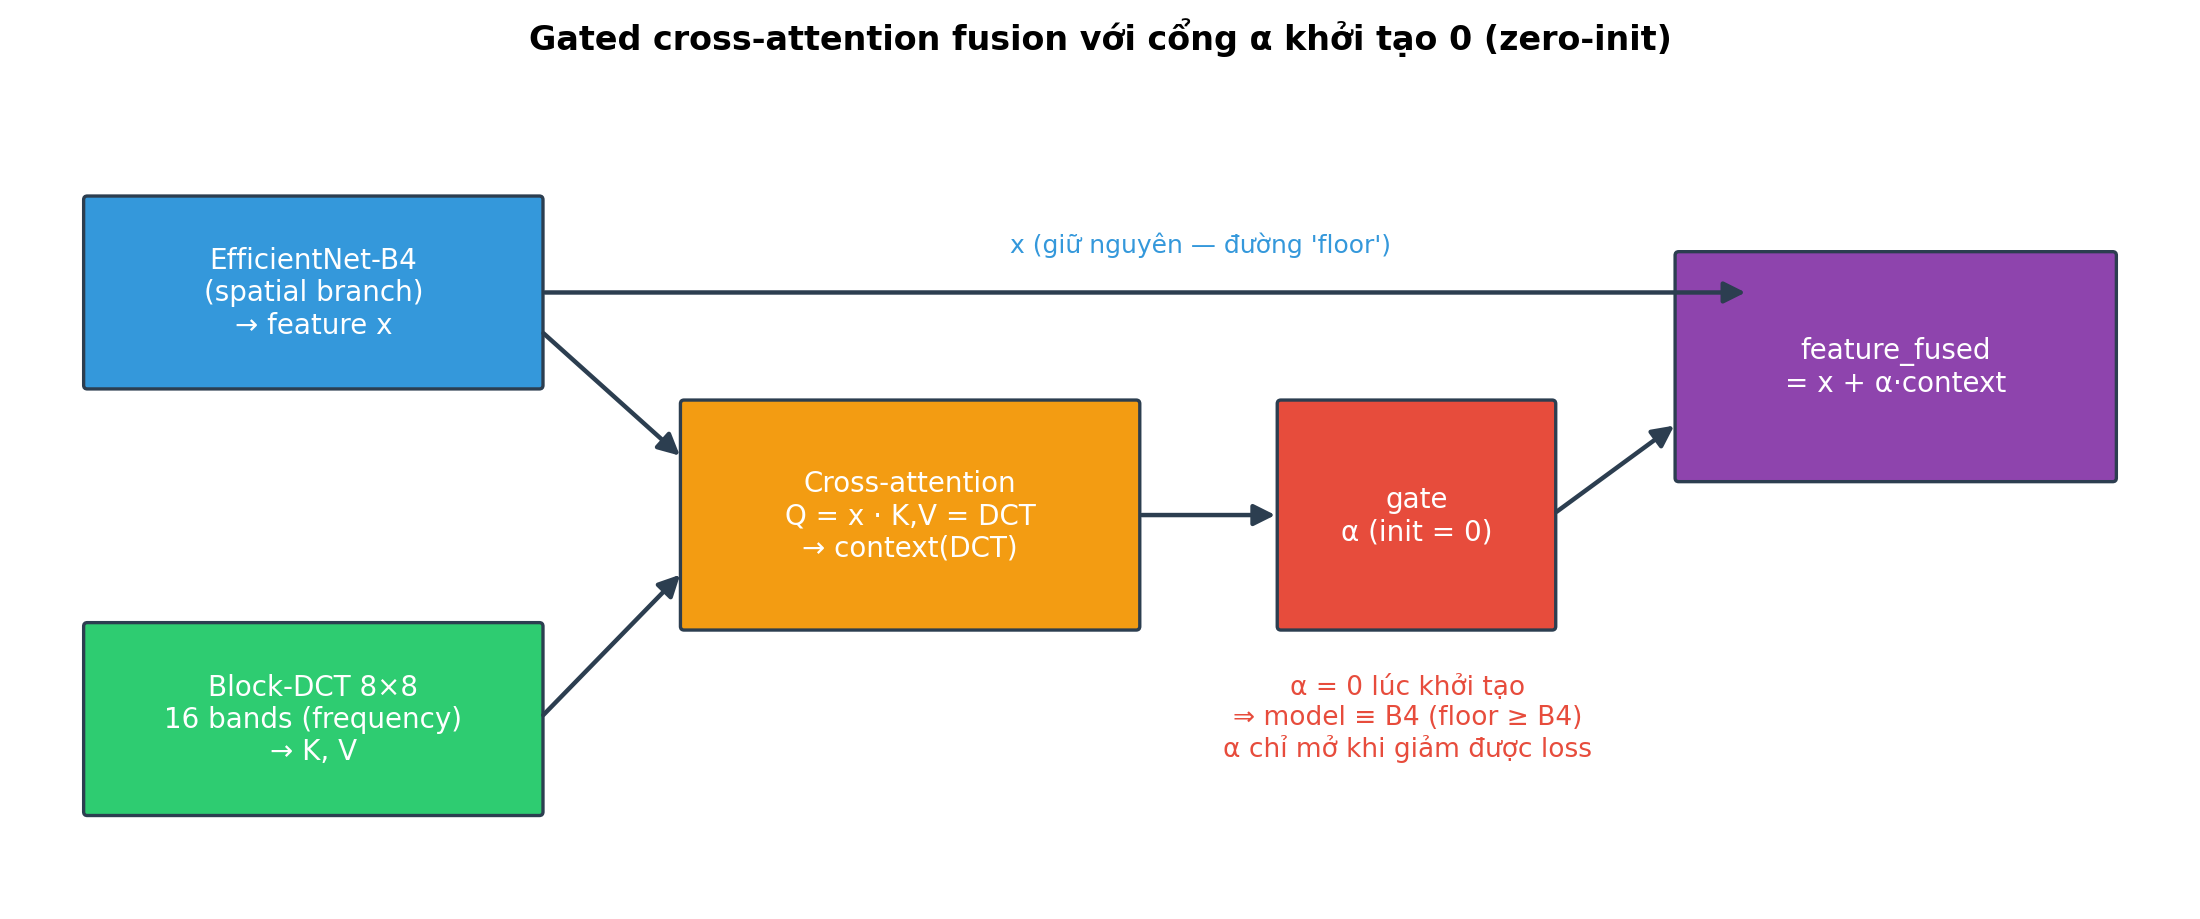 Gated cross-attention fusion với cổng α khởi tạo 0 (zero-init)
EfficientNet-B4
(spatial branch)
→ feature x
x (giữ nguyên — đường 'floor')
feature_fused
= x + α·context
Cross-attention
Q = x · K,V = DCT
→ context(DCT)
gate
α (init = 0)
Block-DCT 8×8
16 bands (frequency)
→ K, V
α = 0 lúc khởi tạo
⇒ model ≡ B4 (floor ≥ B4)
α chỉ mở khi giảm được loss